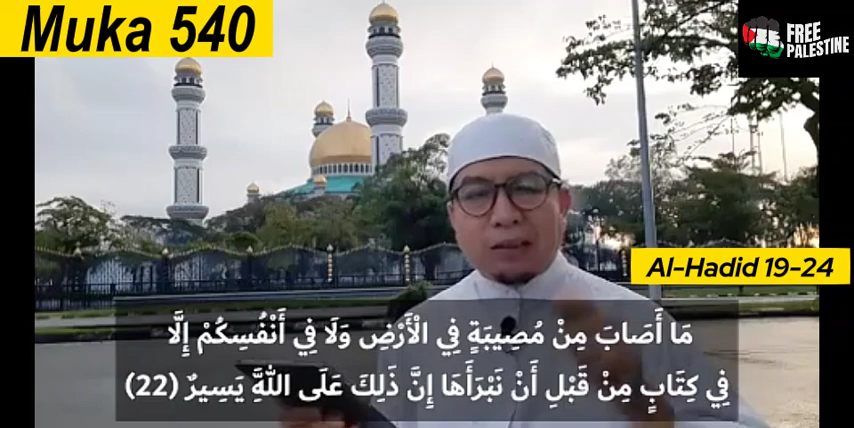 Muka 540
FREE
PALESTINE
Al-Hadid 19-24
مَا أَصَابَ مِنْ مُصِيبَةٍ فِي الْأَرْضِ وَلَا فِي أَنْفُسِكُمْ إِلَّا
فِي كِتَابٍ مِنْ قَبْلِ أَنْ نَبْرَأَهَا إِنَّ ذَلِكَ عَلَى اللَّهِ يَسِيرٌ (22)